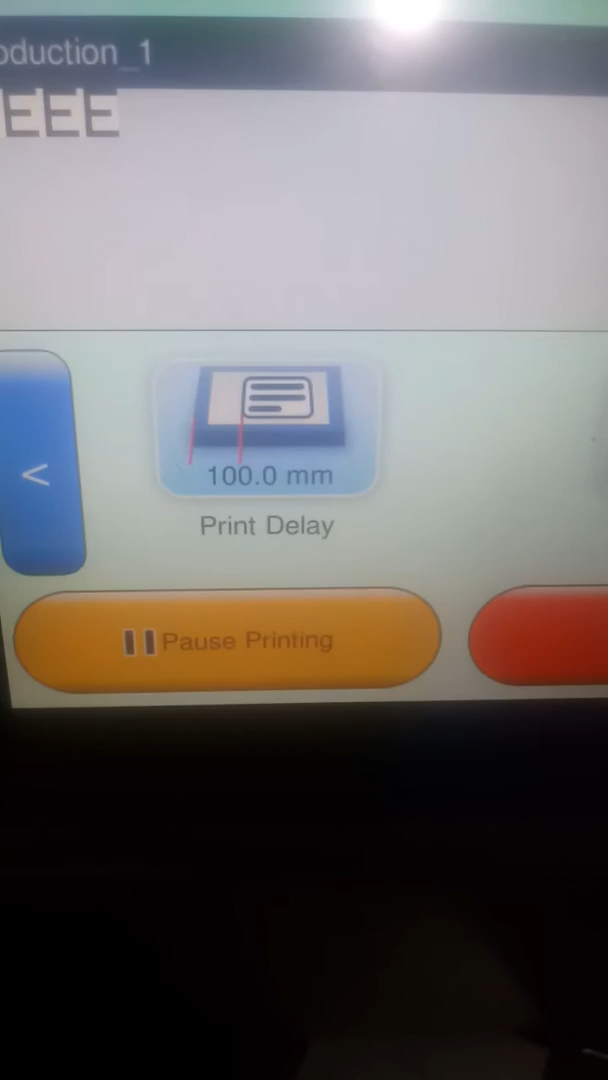 oduction_1
EEE
<
100.0 mm
Print Delay
Pause Printing